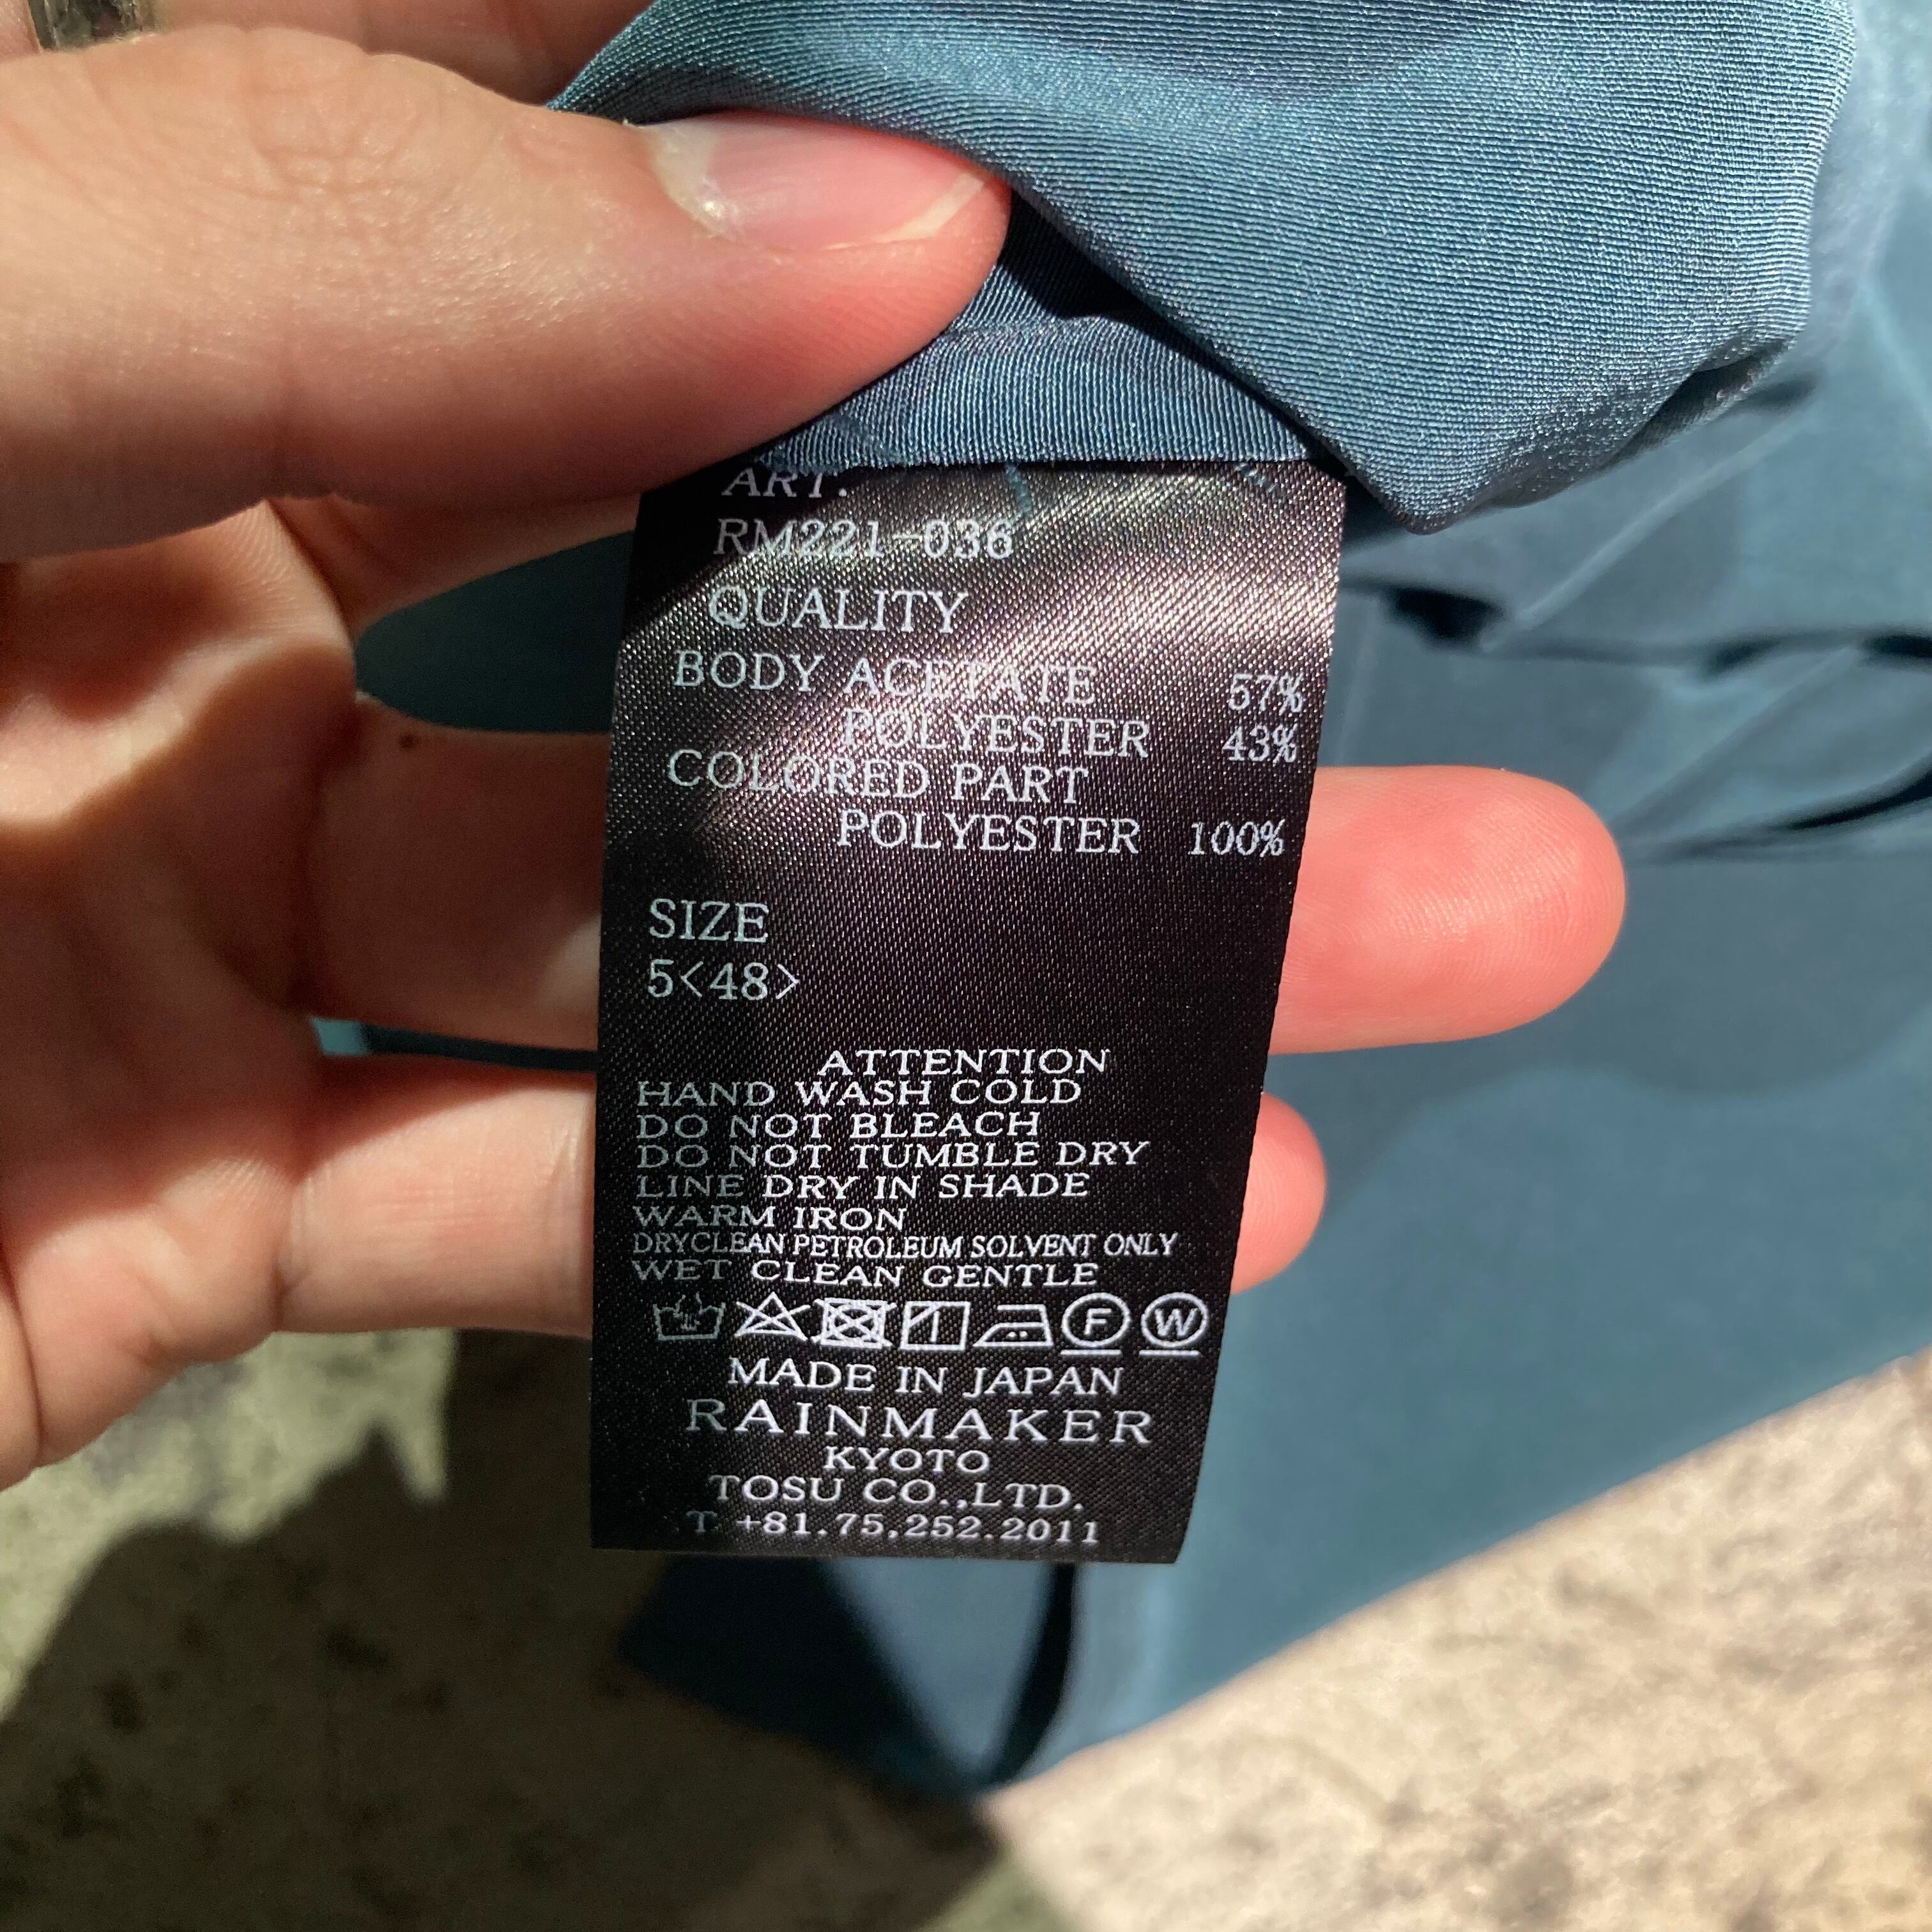 ART.
RM221-036
QUALITY
BODY ACETATE 57%
POLYESTER 43%
COLORED PART
POLYESTER 100%
SIZE
5<48>
ATTENTION
HAND WASH COLD
DO NOT BLEACH
DO NOT TUMBLE DRY
LINE DRY IN SHADE
WARM IRON
DRYCLEAN PETROLEUM SOLVENT ONLY
WET CLEAN GENTLE
F W
MADE IN JAPAN
RAINMAKER
KYOTO
TOSU CO.,LTD.
T +81.75.252.2011